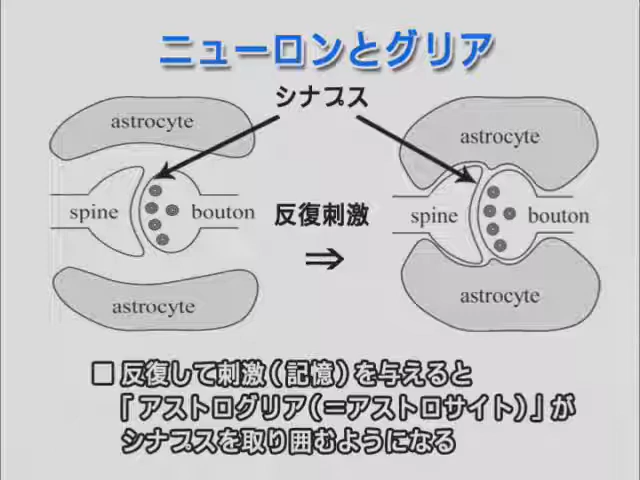 ニューロンとグリア
シナプス
astrocyte
astrocyte
spine
bouton
反復刺激
⇒
spine
bouton
astrocyte
astrocyte
□ 反復して刺激(記憶)を与えると
「アストログリア(=アストロサイト)」が
シナプスを取り囲むようになる